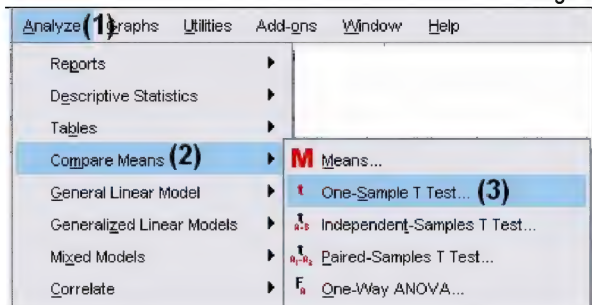 Analyze (1) Graphs Utilities Add-ons Window Help
Reports
Descriptive Statistics
Tables
Compare Means (2)
General Linear Model
Generalized Linear Models
Mixed Models
Correlate
M Means...
t One-Sample T Test... (3)
Independent-Samples T Test...
Paired-Samples T Test...
One-Way ANOVA...